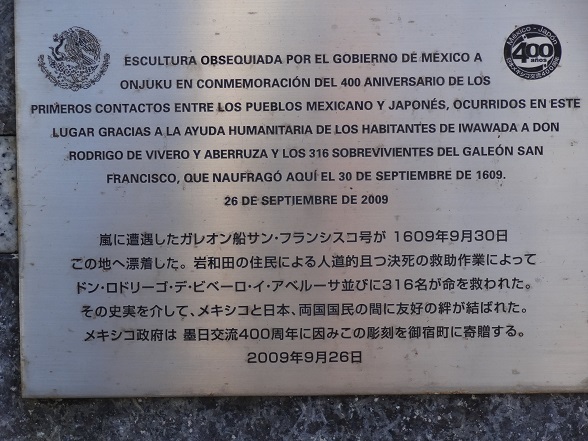 México - Japón
400
años
ESCULTURA OBSEQUIADA POR EL GOBIERNO DE MÉXICO A
ONJUKU EN CONMEMORACIÓN DEL 400 ANIVERSARIO DE LOS
PRIMEROS CONTACTOS ENTRE LOS PUEBLOS MEXICANO Y JAPONÉS, OCURRIDOS EN ESTE
LUGAR GRACIAS A LA AYUDA HUMANITARIA DE LOS HABITANTES DE IWAWADA A DON
RODRIGO DE VIVERO Y ABERRUZA Y LOS 316 SOBREVIVIENTES DEL GALEÓN SAN
FRANCISCO, QUE NAUFRAGÓ AQUÍ EL 30 DE SEPTIEMBRE DE 1609.
26 DE SEPTIEMBRE DE 2009
嵐に遭遇したガレオン船サン・フランシスコ号が 1609年9月30日
この地へ漂着した。岩和田の住民による人道的且つ決死の救助作業によって
ドン・ロドリーゴ・デ・ビベーロ・イ・アベルーサ並びに316名が命を救われた。
その史実を介して、メキシコと日本、両国国民の間に友好の絆が結ばれた。
メキシコ政府は 墨日交流400周年に因みこの彫刻を御宿町に寄贈する。
2009年9月26日